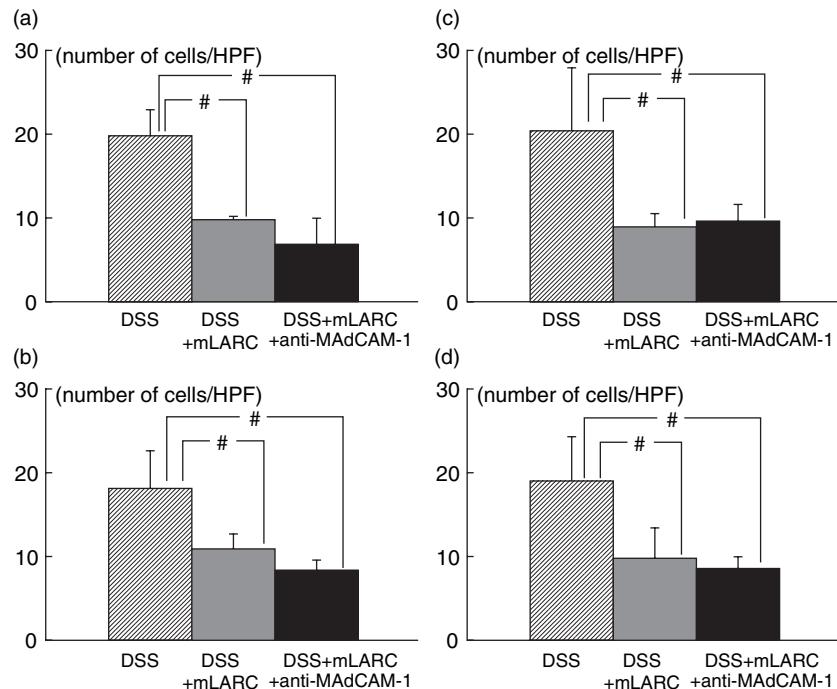 (a)
(number of cells/HPF)
30
20
10
0
#
#
DSS
DSS
+mLARC
DSS+mLARC
+anti-MAdCAM-1
(c)
(number of cells/HPF)
30
20
10
0
#
#
DSS
DSS
+mLARC
DSS+mLARC
+anti-MAdCAM-1
(b)
(number of cells/HPF)
30
20
10
0
#
#
DSS
DSS
+mLARC
DSS+mLARC
+anti-MAdCAM-1
(d)
(number of cells/HPF)
30
20
10
0
#
#
DSS
DSS
+mLARC
DSS+mLARC
+anti-MAdCAM-1